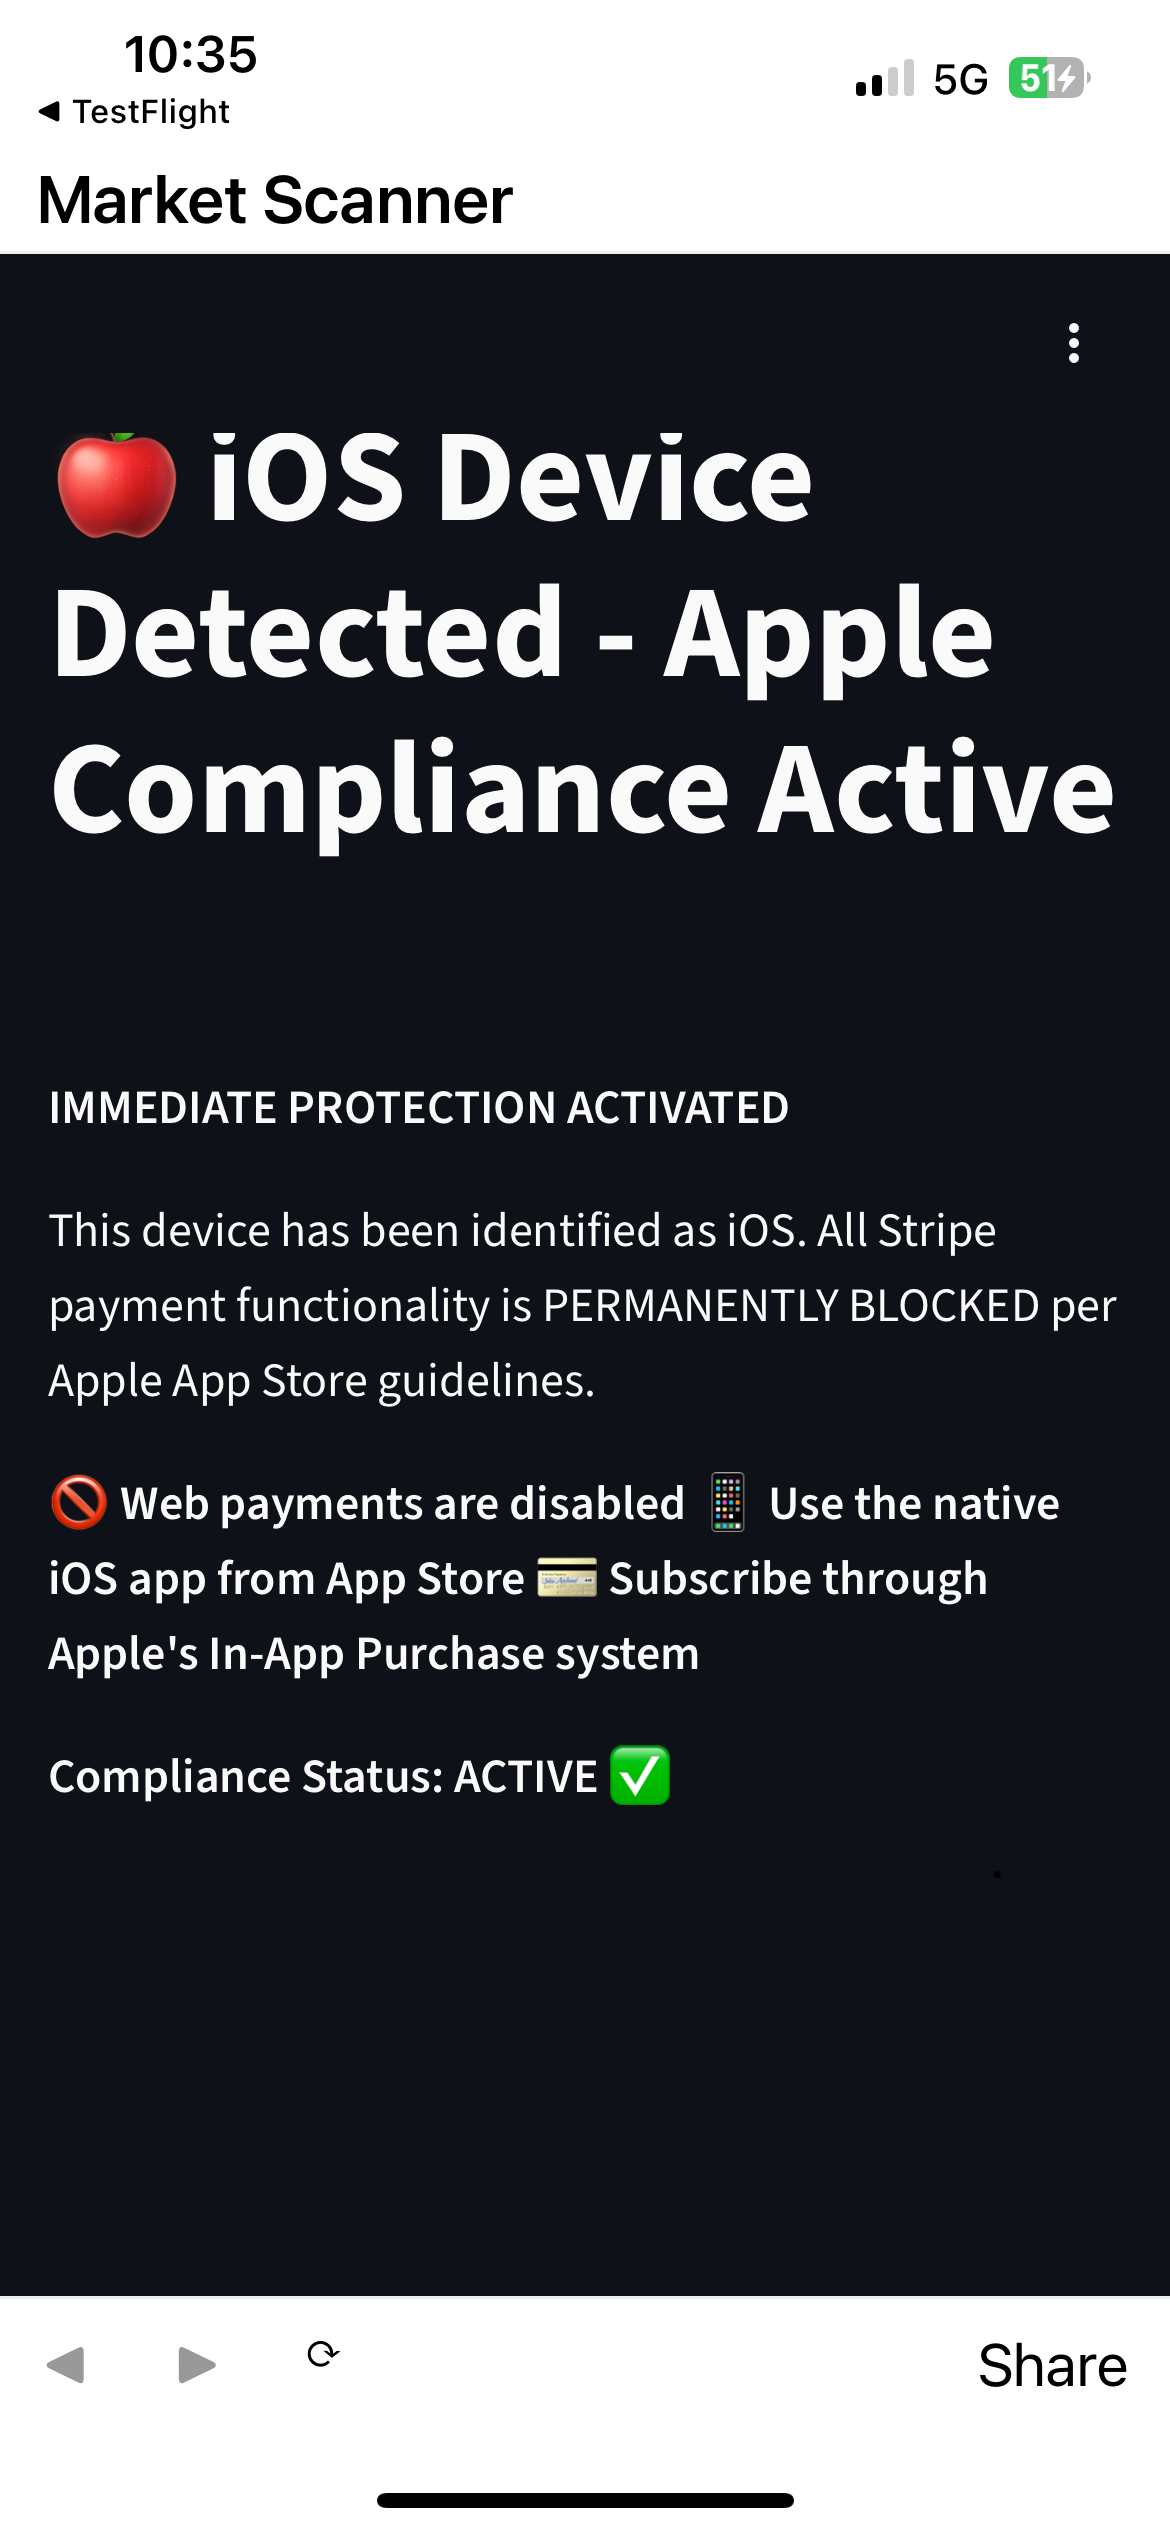 10:35
5G 51
◀ TestFlight
Market Scanner
🍎 iOS Device
Detected - Apple
Compliance Active
IMMEDIATE PROTECTION ACTIVATED
This device has been identified as iOS. All Stripe
payment functionality is PERMANENTLY BLOCKED per
Apple App Store guidelines.
🚫 Web payments are disabled 📱 Use the native
iOS app from App Store 💳 Subscribe through
Apple's In-App Purchase system
Compliance Status: ACTIVE ✅
Share